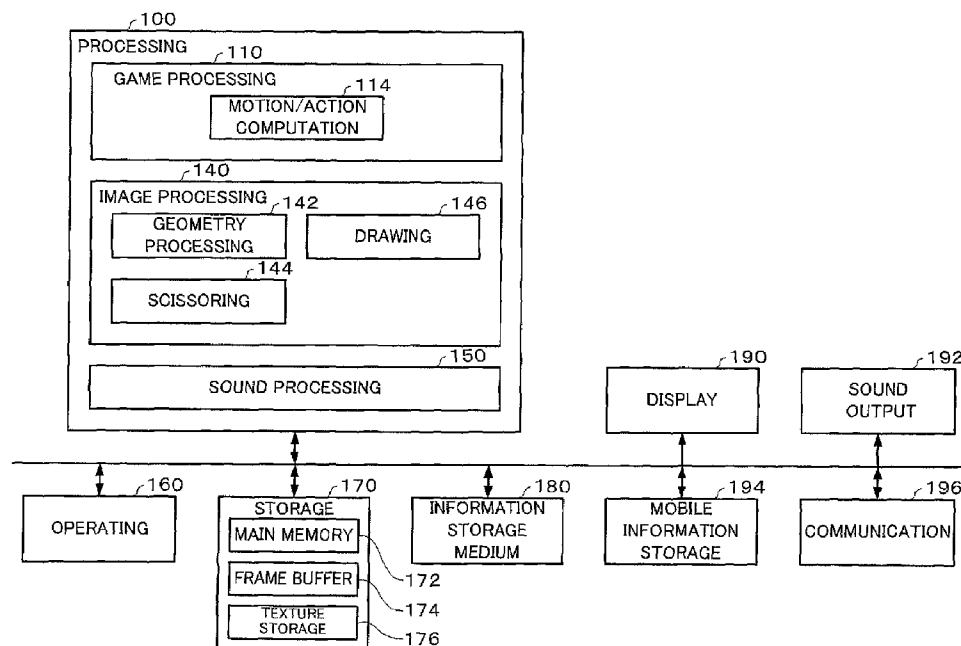 100
PROCESSING
110
GAME PROCESSING
114
MOTION/ACTION
COMPUTATION
140
IMAGE PROCESSING
142
GEOMETRY
PROCESSING
146
DRAWING
144
SCISSORING
150
SOUND PROCESSING
190
DISPLAY
192
SOUND
OUTPUT
160
OPERATING
170
STORAGE
MAIN MEMORY
172
FRAME BUFFER
174
TEXTURE
STORAGE
176
180
INFORMATION
STORAGE
MEDIUM
194
MOBILE
INFORMATION
STORAGE
196
COMMUNICATION